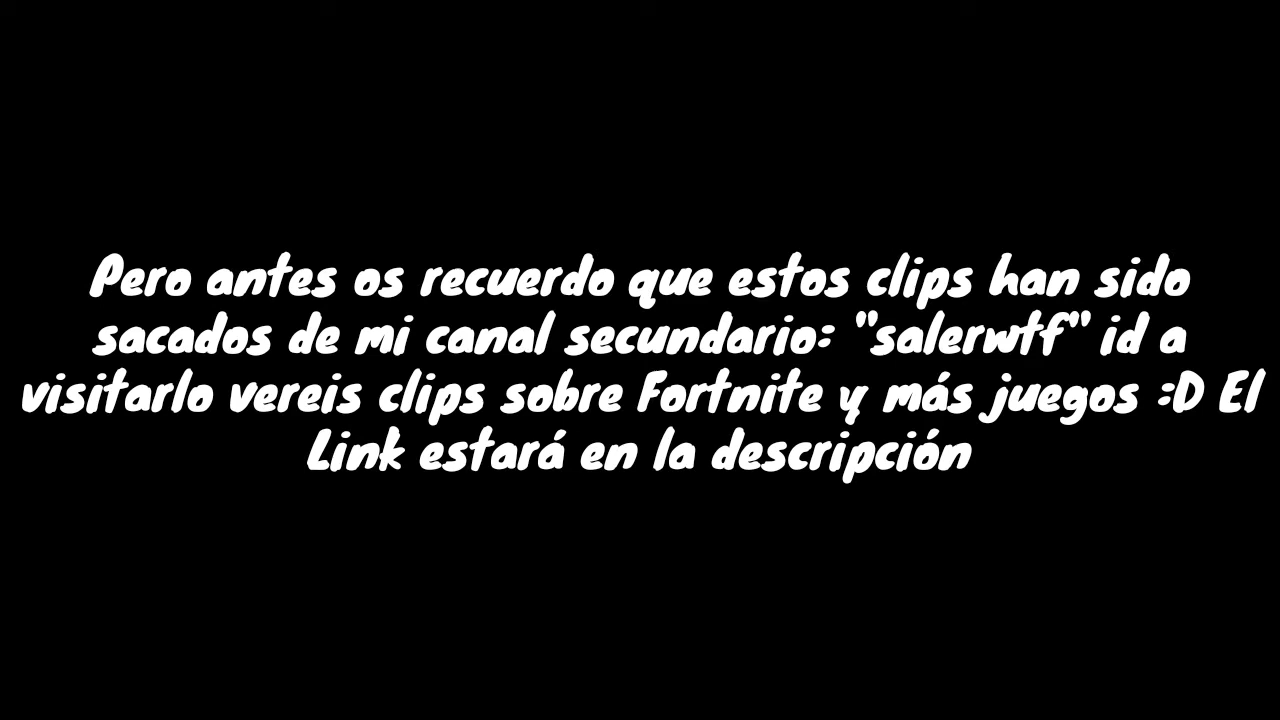 Pero antes os recuerdo que estos clips han sido
sacados de mi canal secundario: "salerwtf" id a
visitarlo vereis clips sobre Fortnite y más juegos :D El
Link estará en la descripción